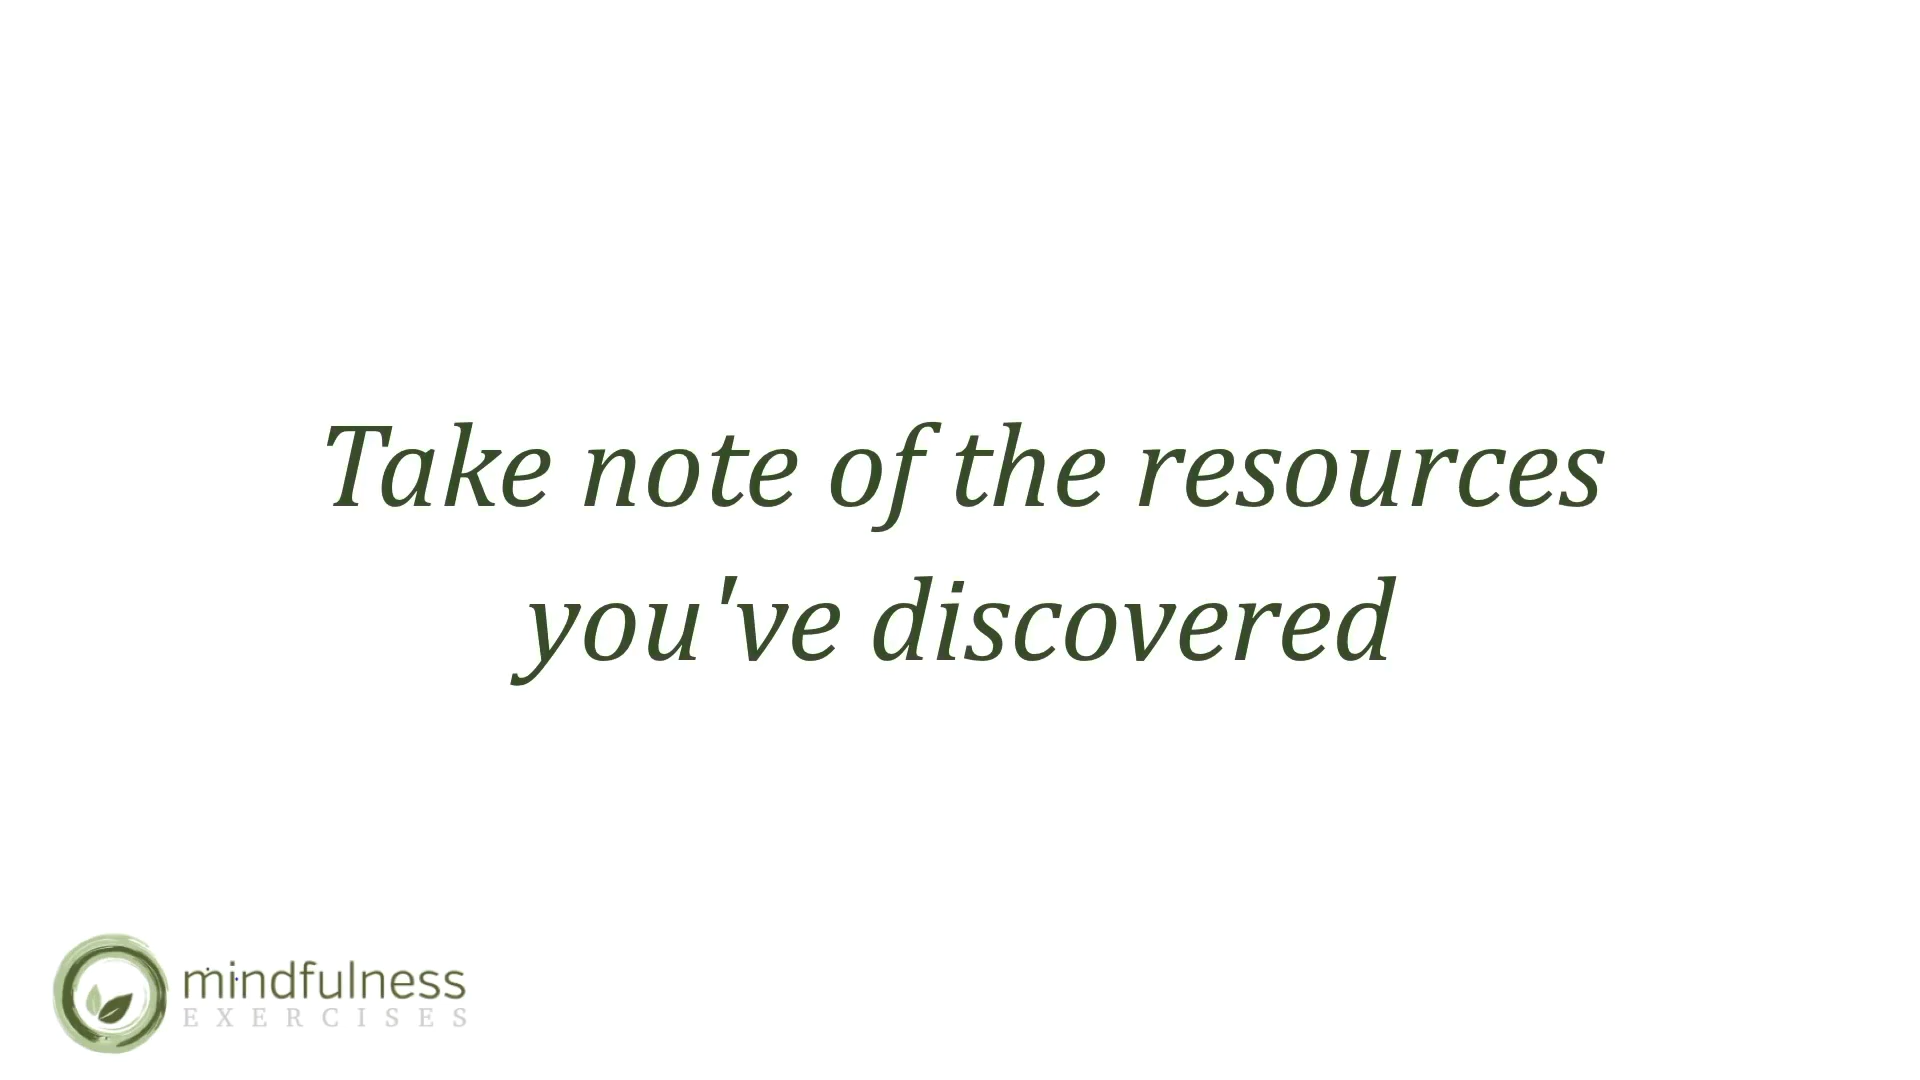 Take note of the resources
you've discovered
mindfulness
EXERCISES